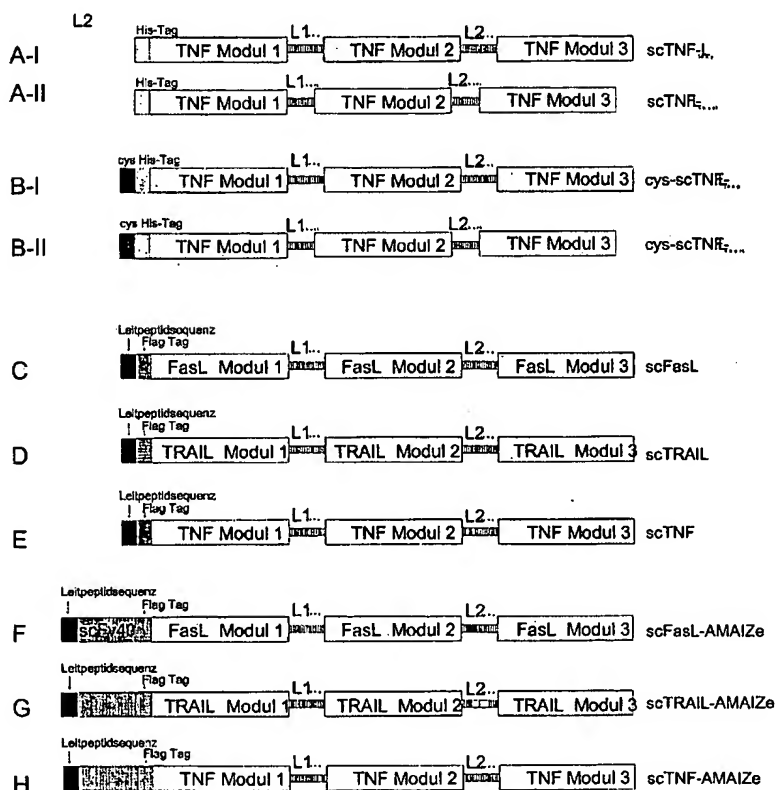 L2
His-Tag L1... L2...
A-I TNF Modul 1 TNF Modul 2 TNF Modul 3
A-II His-Tag L1... L2...
TNF Modul 1 TNF Modul 2 TNF Modul 3
cys His-Tag L1... L2...
B-I TNF Modul 1 TNF Modul 2 TNF Modul 3
cys His-Tag L1... L2...
B-II TNF Modul 1 TNF Modul 2 TNF Modul 3
Leitpeptidsequenz
Flag Tag L1... L2...
C FasL Modul 1 FasL Modul 2 FasL Modul 3 scFasL
Leitpeptidsequenz
Flag Tag L1... L2...
D TRAIL Modul 1 TRAIL Modul 2 TRAIL Modul 3 scTRAIL
Leitpeptidsequenz
Flag Tag L1... L2...
E TNF Modul 1 TNF Modul 2 TNF Modul 3 scTNF
Leitpeptidsequenz
Flag Tag L1... L2...
F scFv40 FasL Modul 1 FasL Modul 2 FasL Modul 3 scFasL-AMAIZe
Leitpeptidsequenz
Flag Tag L1... L2...
G TRAIL Modul 1 TRAIL Modul 2 TRAIL Modul 3 scTRAIL-AMAIZe
Leitpeptidsequenz
Flag Tag L1... L2...
H TNF Modul 1 TNF Modul 2 TNF Modul 3 scTNF-AMAIZe